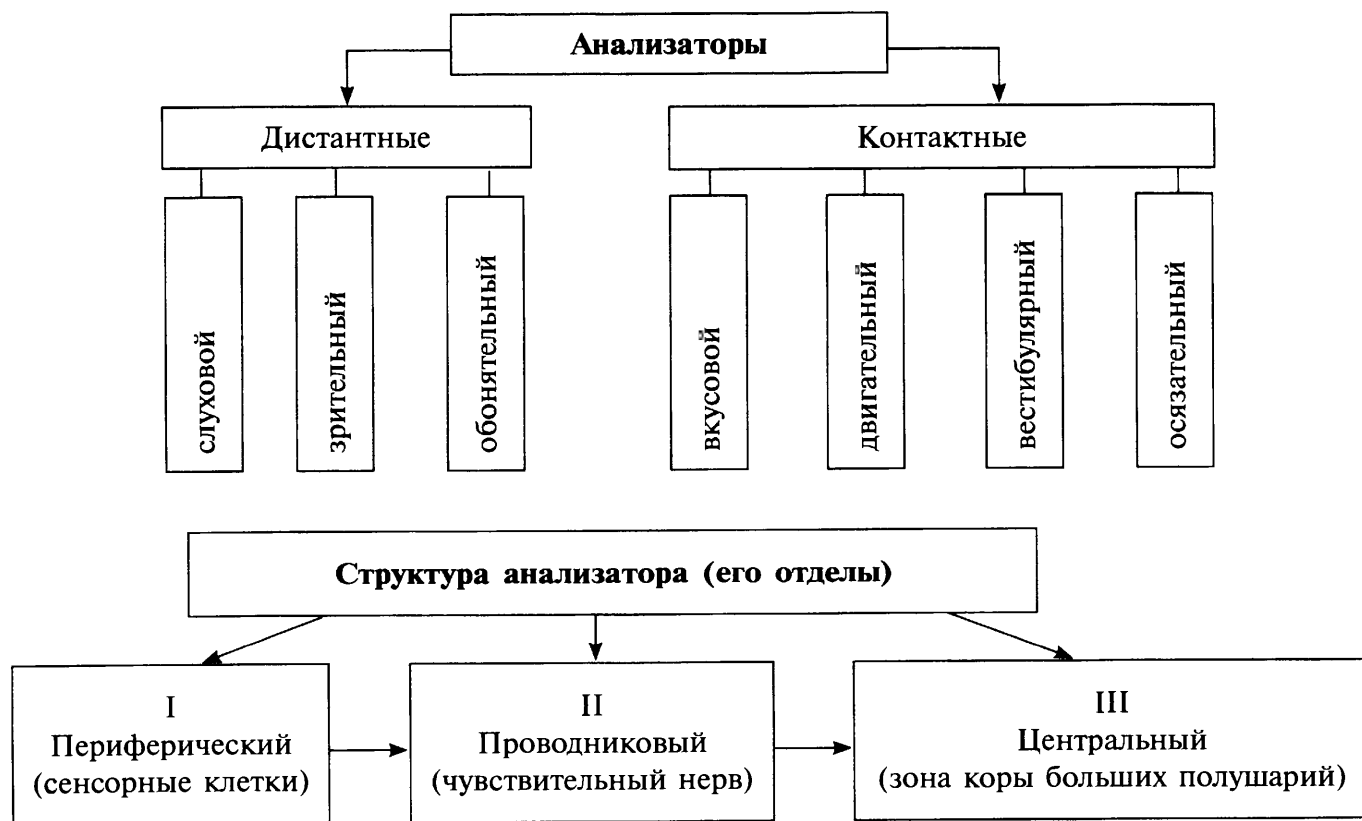 Анализаторы
Дистантные
Контактные
слуховой
зрительный
обонятельный
вкусовой
двигательный
вестибулярный
осязательный
Структура анализатора (его отделы)
I
Периферический
(сенсорные клетки)
II
Проводниковый
(чувствительный нерв)
III
Центральный
(зона коры больших полушарий)